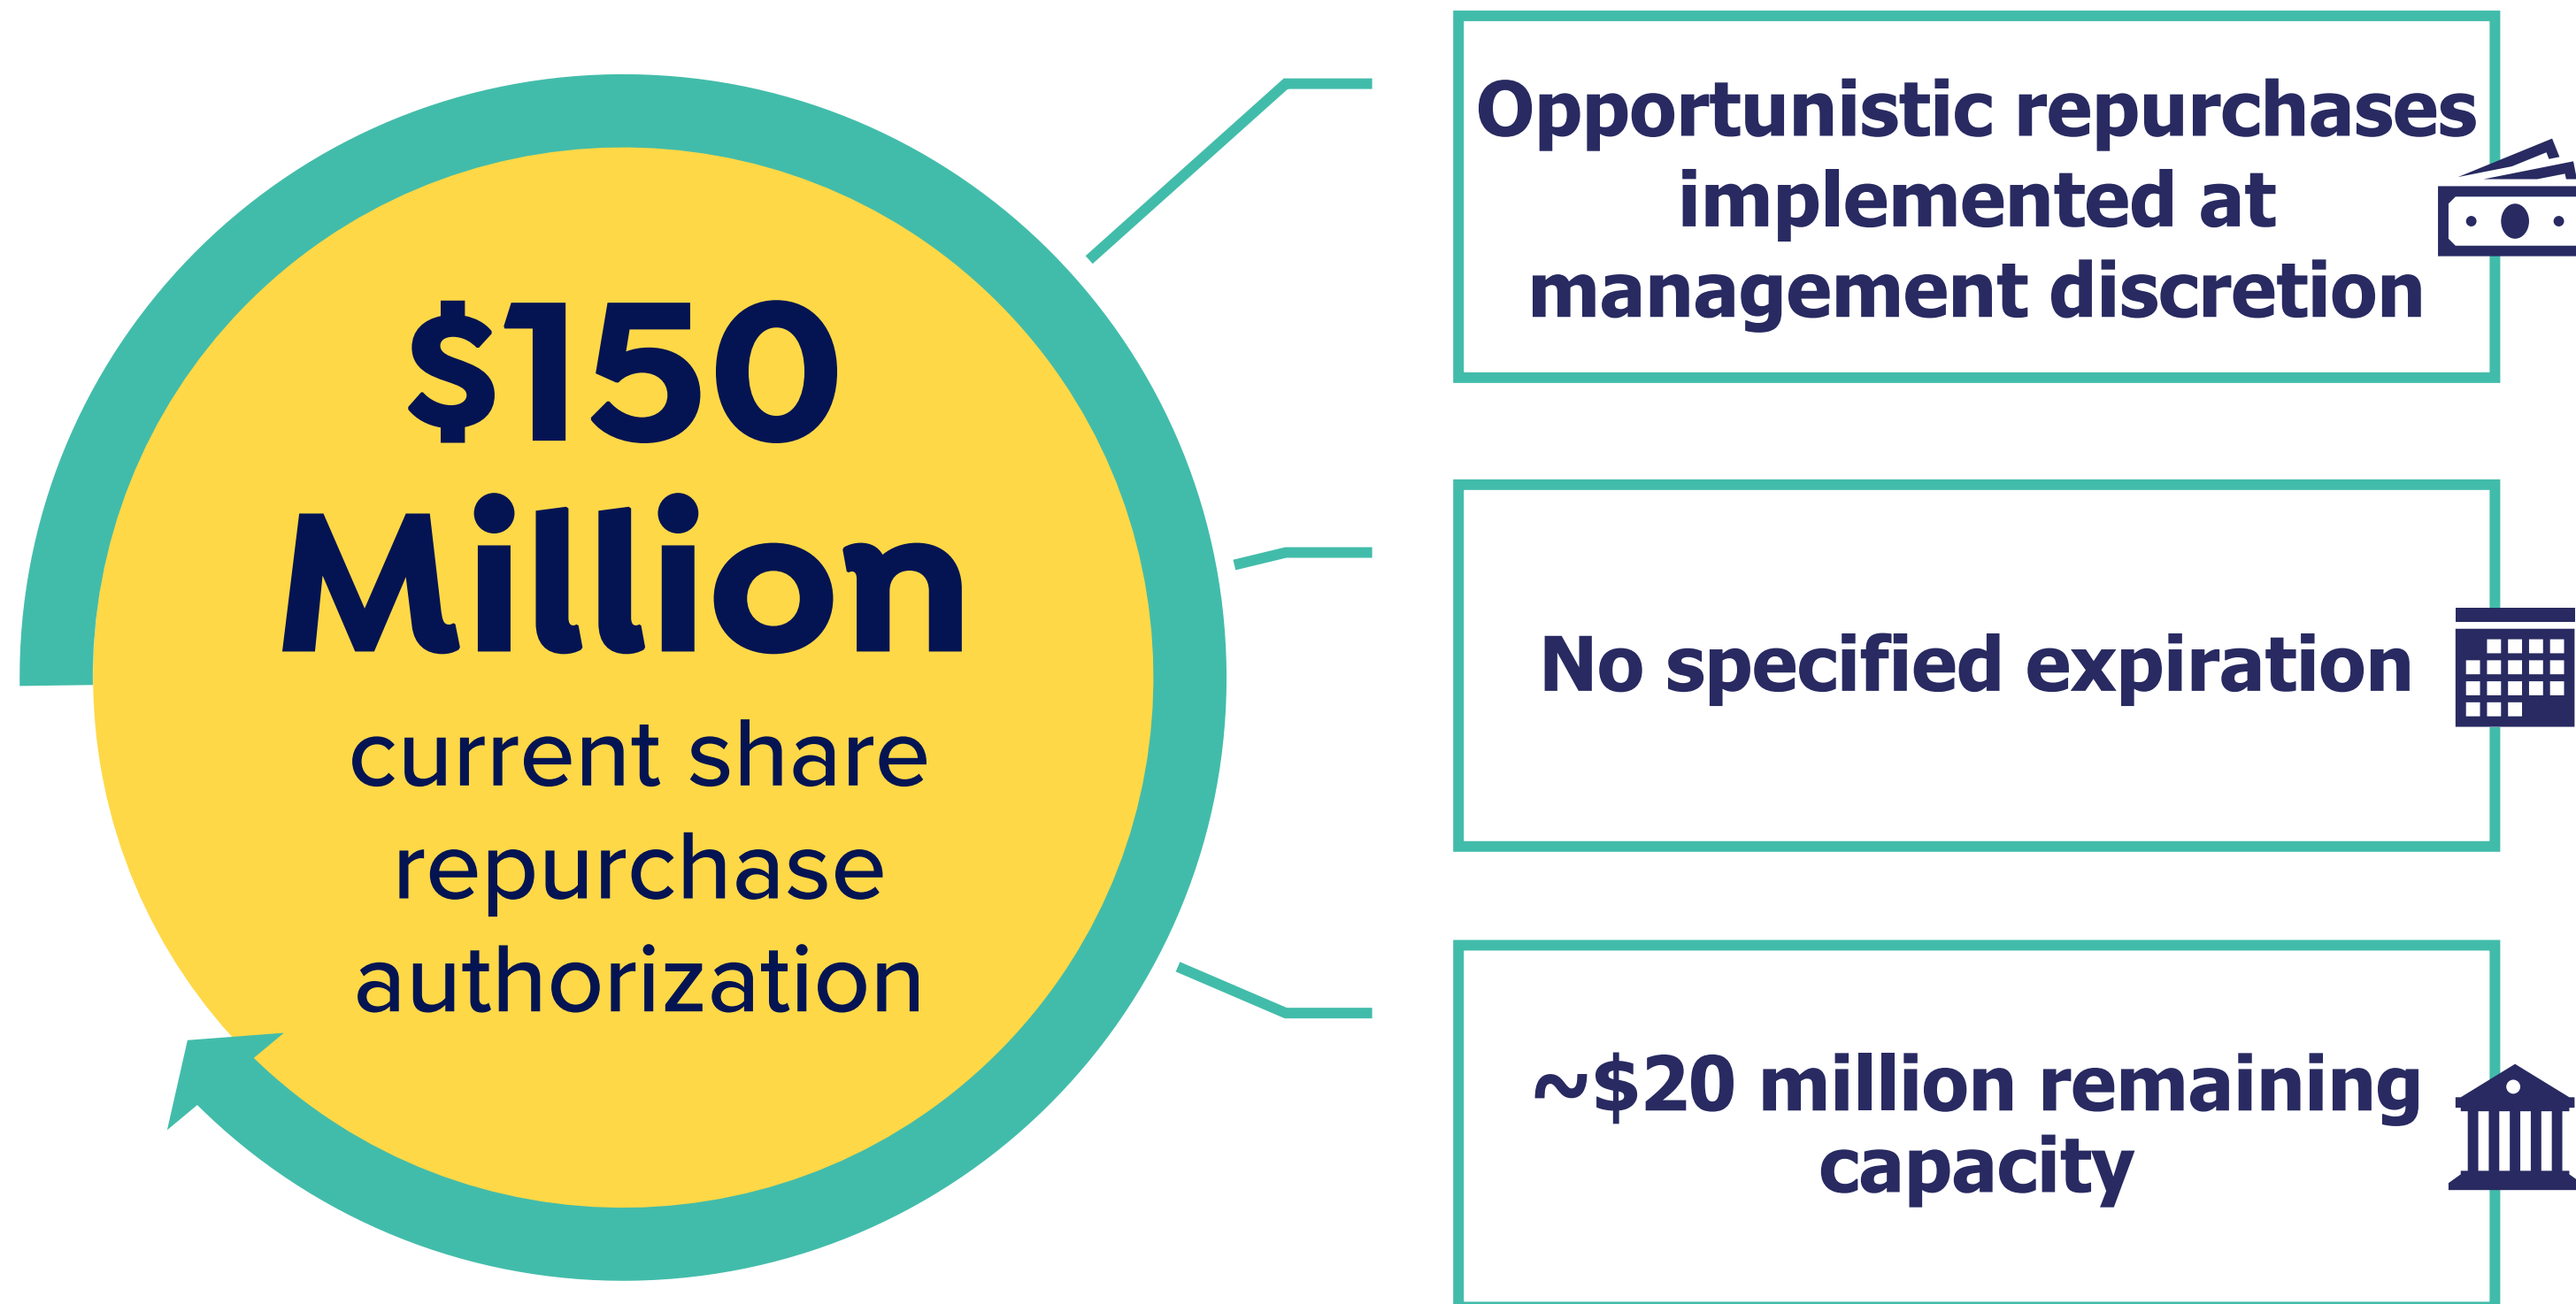 $150
Million
current share
repurchase
authorization
Opportunistic repurchases
implemented at
management discretion
No specified expiration
~$20 million remaining
capacity